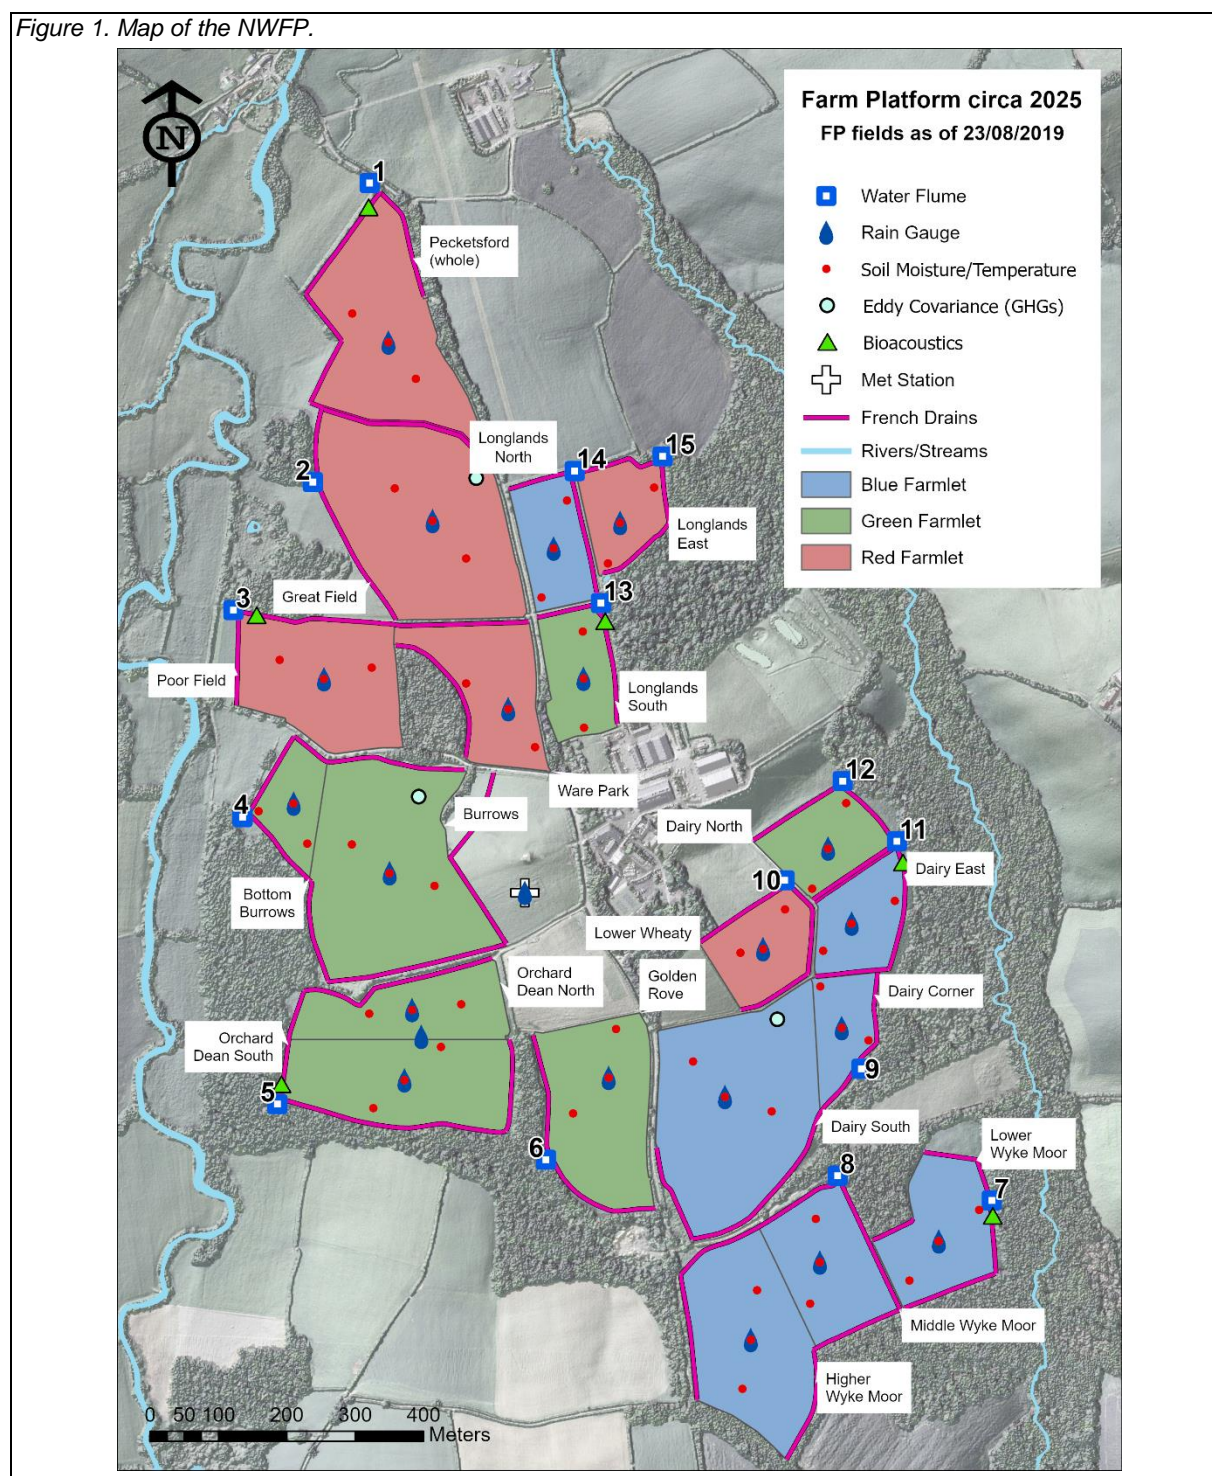 Figure 1. Map of the NWFP.
N
Farm Platform circa 2025
FP fields as of 23/08/2019
Water Flume
Rain Gauge
Soil Moisture/Temperature
Eddy Covariance (GHGs)
Bioacoustics
Met Station
French Drains
Rivers/Streams
Blue Farmlet
Green Farmlet
Red Farmlet
1
Pecketsford
(whole)
Longlands
North
14
15
2
Longlands
East
Great Field
3
13
Poor Field
Longlands
South
Ware Park
12
4
Burrows
Dairy North
11
Dairy East
10
Bottom
Burrows
Lower Wheaty
Orchard
Dean North
Golden
Rove
Dairy Corner
Orchard
Dean South
9
5
Dairy South
6
8
Lower
Wyke Moor
7
Middle Wyke Moor
Higher
Wyke Moor
0 50 100 200 300 400
Meters